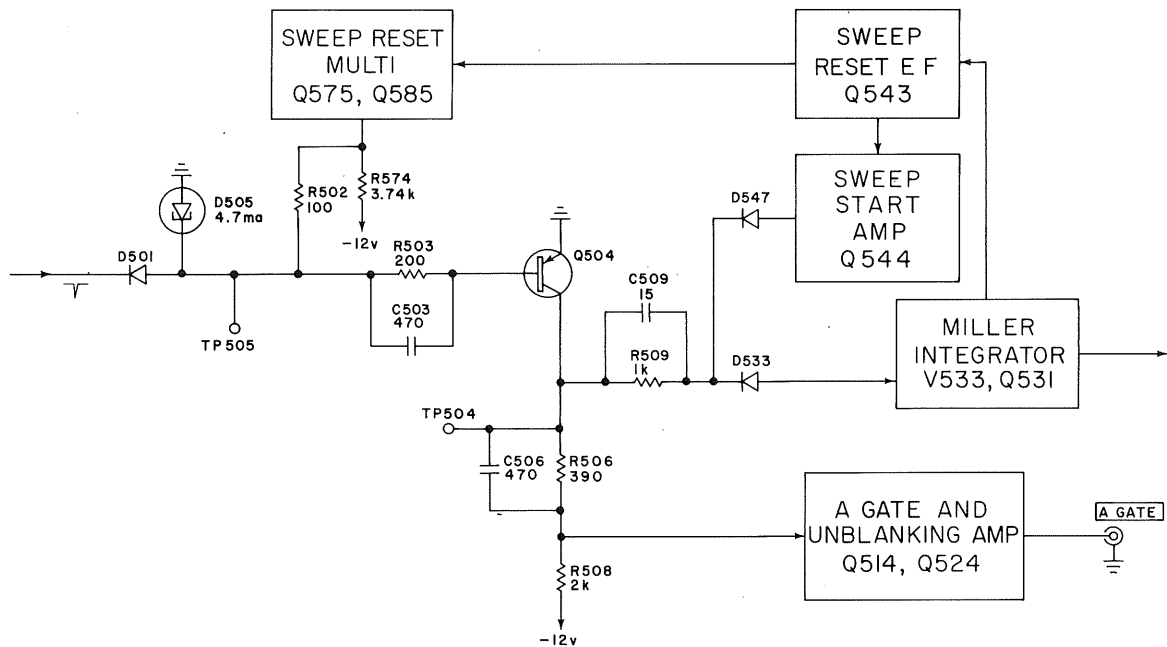 SWEEP RESET
MULTI
Q575, Q585
SWEEP
RESET E F
Q543
R502
100
R574
3.74k
-12v
D505
4.7ma
D501
TP505
R503
200
C503
470
Q504
D547
SWEEP
START
AMP
Q544
C509
15
R509
1k
D533
MILLER
INTEGRATOR
V533, Q531
TP504
C506
470
R506
390
R508
2k
-12v
A GATE AND
UNBLANKING AMP
Q514, Q524
A GATE